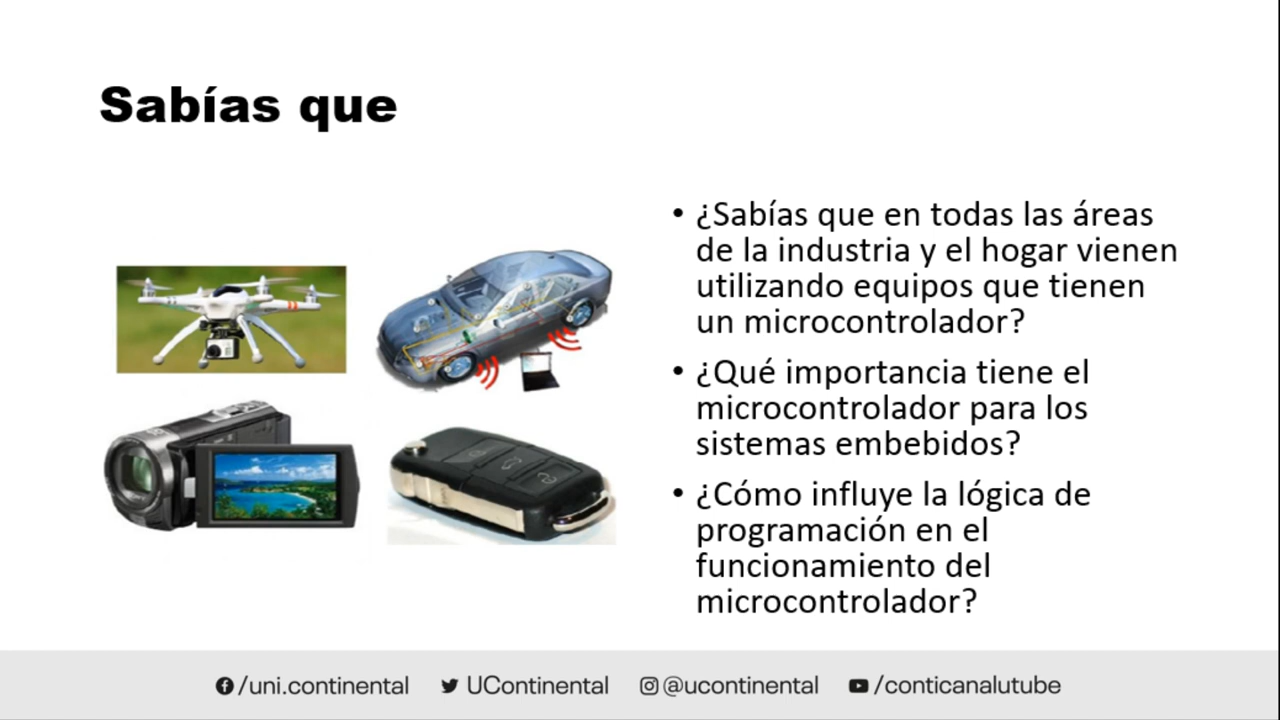 Sabías que
• ¿Sabías que en todas las áreas
de la industria y el hogar vienen
utilizando equipos que tienen
un microcontrolador?
• ¿Qué importancia tiene el
microcontrolador para los
sistemas embebidos?
• ¿Cómo influye la lógica de
programación en el
funcionamiento del
microcontrolador?
/uni.continental UContinental @ucontinental /conticanalutube